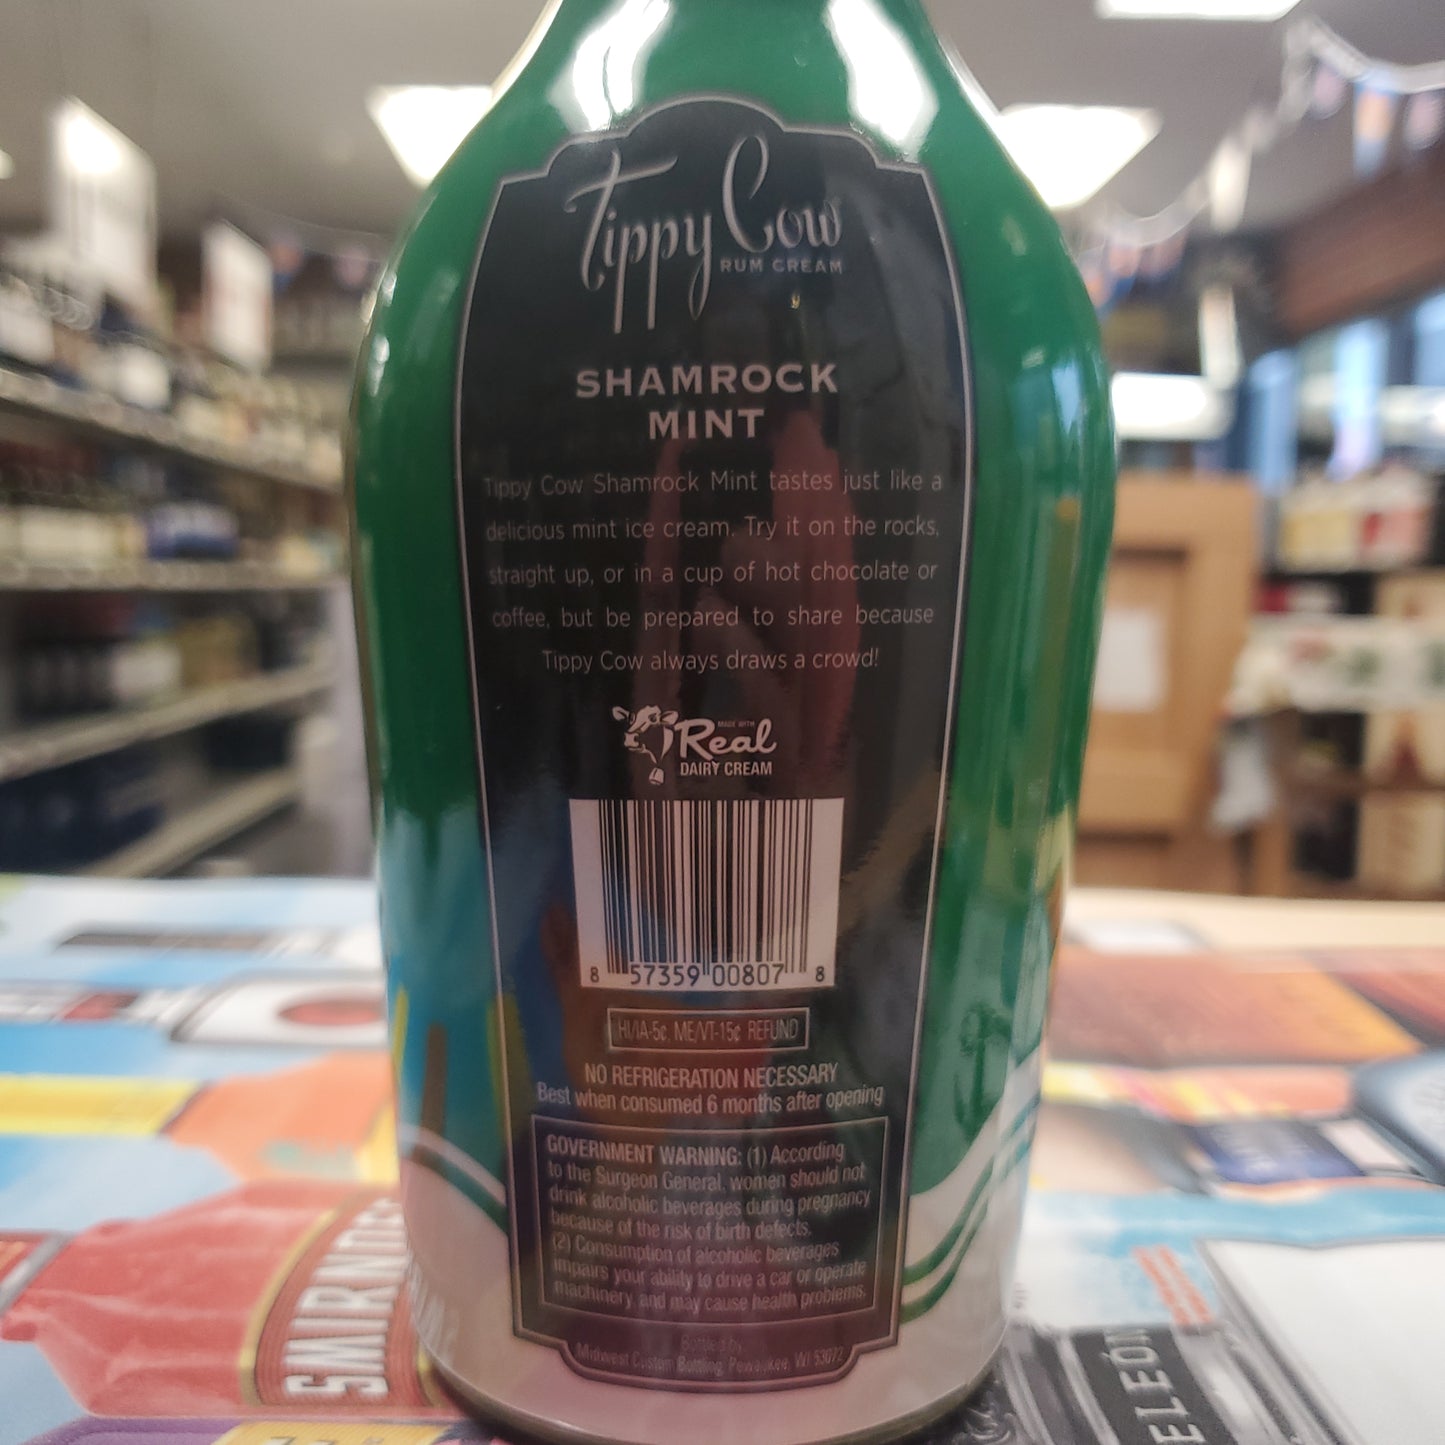 Tippy Cow
RUM CREAM
SHAMROCK
MINT
Tippy Cow Shamrock Mint tastes just like a
delicious mint ice cream. Try it on the rocks,
straight up, or in a cup of hot chocolate or
coffee, but be prepared to share because
Tippy Cow always draws a crowd!
MADE WITH
Real
DAIRY CREAM
8 57359 00807 8
HI/IA-5¢, ME/VT-15¢ REFUND
NO REFRIGERATION NECESSARY
Best when consumed 6 months after opening
GOVERNMENT WARNING: (1) According
to the Surgeon General, women should not
drink alcoholic beverages during pregnancy
because of the risk of birth defects.
(2) Consumption of alcoholic beverages
impairs your ability to drive a car or operate
machinery, and may cause health problems.
Bottled by:
Midwest Custom Bottling, Pewaukee, WI 53072
SMIRNO
ELEÓN